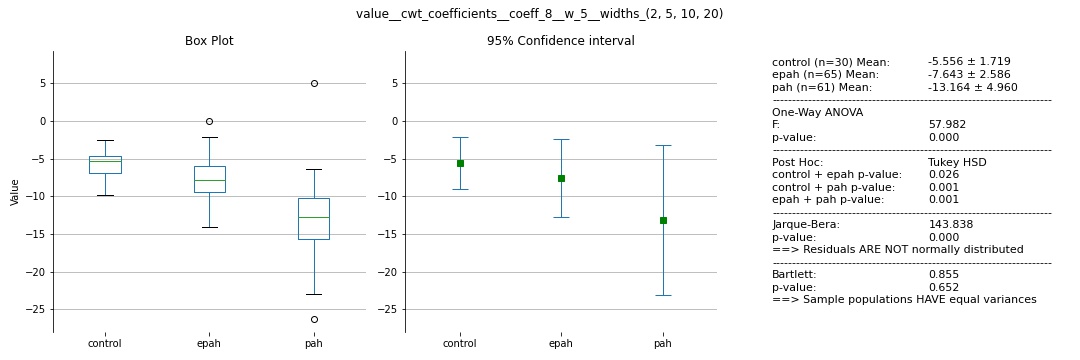 value__cwt_coefficients__coeff_8__w_5__widths_(2, 5, 10, 20)
Box Plot
95% Confidence interval
Value
5
0
−5
−10
−15
−20
−25
control
epah
pah
5
0
−5
−10
−15
−20
−25
control
epah
pah
control (n=30) Mean: -5.556 ± 1.719
epah (n=65) Mean: -7.643 ± 2.586
pah (n=61) Mean: -13.164 ± 4.960
One-Way ANOVA
F: 57.982
p-value: 0.000
Post Hoc: Tukey HSD
control + epah p-value: 0.026
control + pah p-value: 0.001
epah + pah p-value: 0.001
Jarque-Bera: 143.838
p-value: 0.000
==> Residuals ARE NOT normally distributed
Bartlett: 0.855
p-value: 0.652
==> Sample populations HAVE equal variances